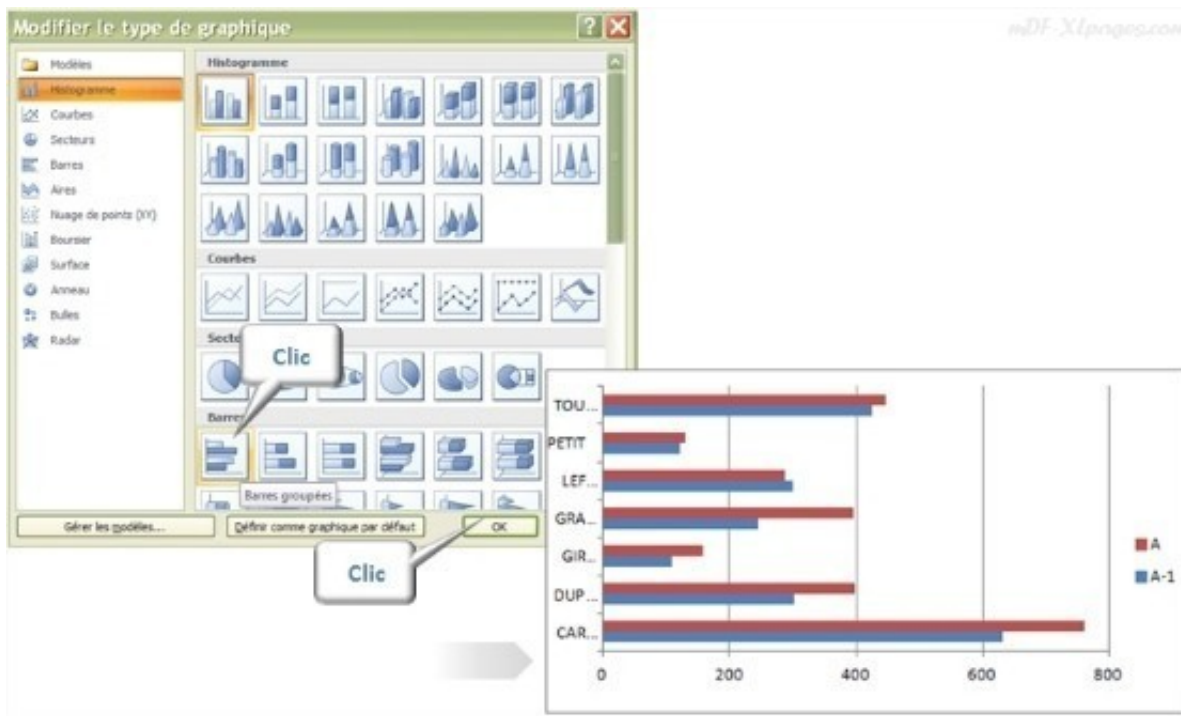 Modifier le type de graphique
mDF-XLpages.com
Modèles
Histogramme
Courbes
Secteurs
Barres
Aires
Nuage de points (XY)
Boursier
Surface
Anneau
Bulles
Radar
Histogramme
Courbes
Clic
Barres groupées
Gérer les modèles...
Définir comme graphique par défaut
OK
Clic
TOU...
PETIT
LEF...
GRA...
GIR...
DUP...
CAR...
0 200 400 600 800
A
A-1